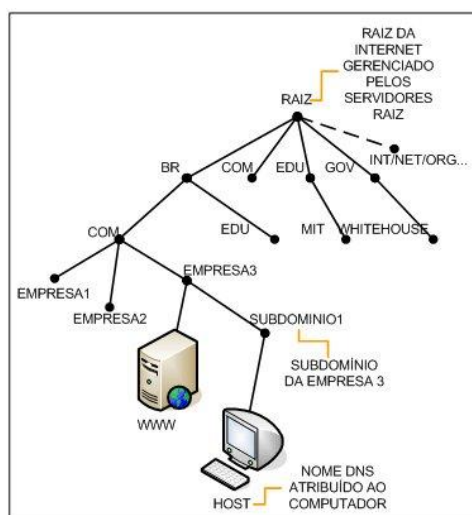 RAIZ DA
INTERNET
GERENCIADO
PELOS
SERVIDORES
RAIZ
RAIZ
INT/NET/ORG...
BR
COM
EDU
GOV
COM
EDU
MIT
WHITEHOUSE
EMPRESA1
EMPRESA2
EMPRESA3
SUBDOMINIO1
SUBDOMÍNIO
DA EMPRESA 3
WWW
NOME DNS
ATRIBUÍDO AO
COMPUTADOR
HOST